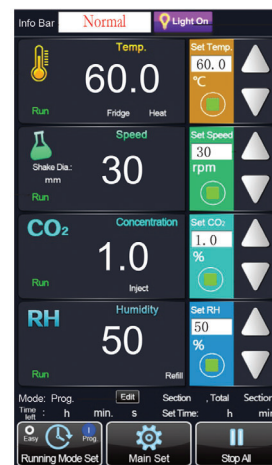 Info Bar Normal Light On
Temp. Set Temp.
60.0 60.0
℃
Run Fridge Heat
Speed Set Speed
30 30
Shake Dia.: rpm
mm
Run
CO₂ Concentration Set CO₂
1.0 1.0
%
Run Inject
RH Humidity Set RH
50 50
%
Run Refill
Mode: Prog. Edit Section , Total Section
Time left : h min. s Set Time: h min
Easy Prog.
Running Mode Set Main Set Stop All